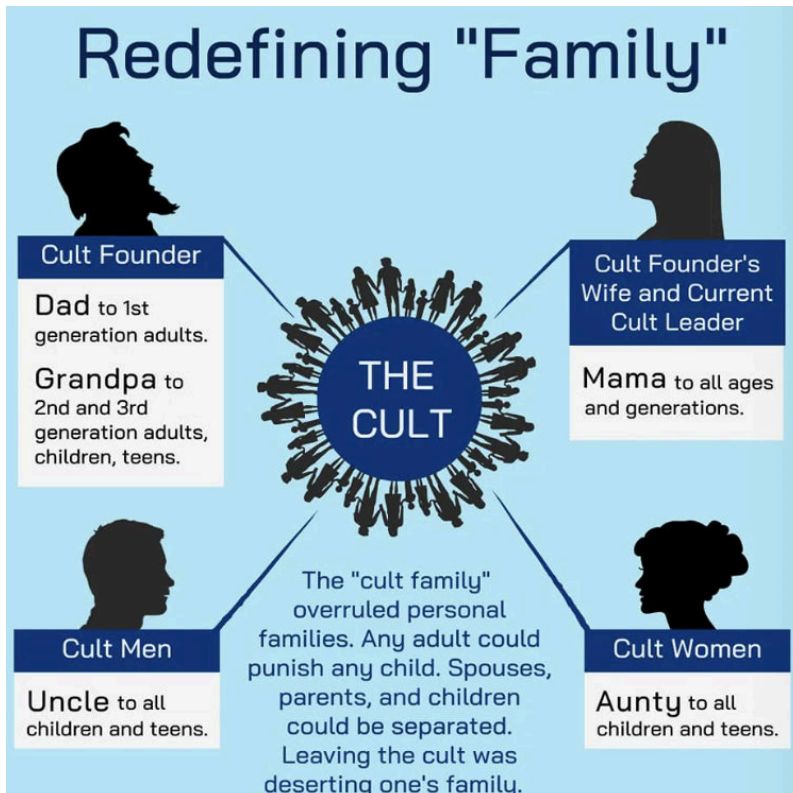 Redefining "Family"
Cult Founder
Dad to 1st
generation adults.
Grandpa to
2nd and 3rd
generation adults,
children, teens.
Cult Founder's
Wife and Current
Cult Leader
Mama to all ages
and generations.
THE
CULT
Cult Men
Uncle to all
children and teens.
The "cult family"
overruled personal
families. Any adult could
punish any child. Spouses,
parents, and children
could be separated.
Leaving the cult was
deserting one's family.
Cult Women
Aunty to all
children and teens.